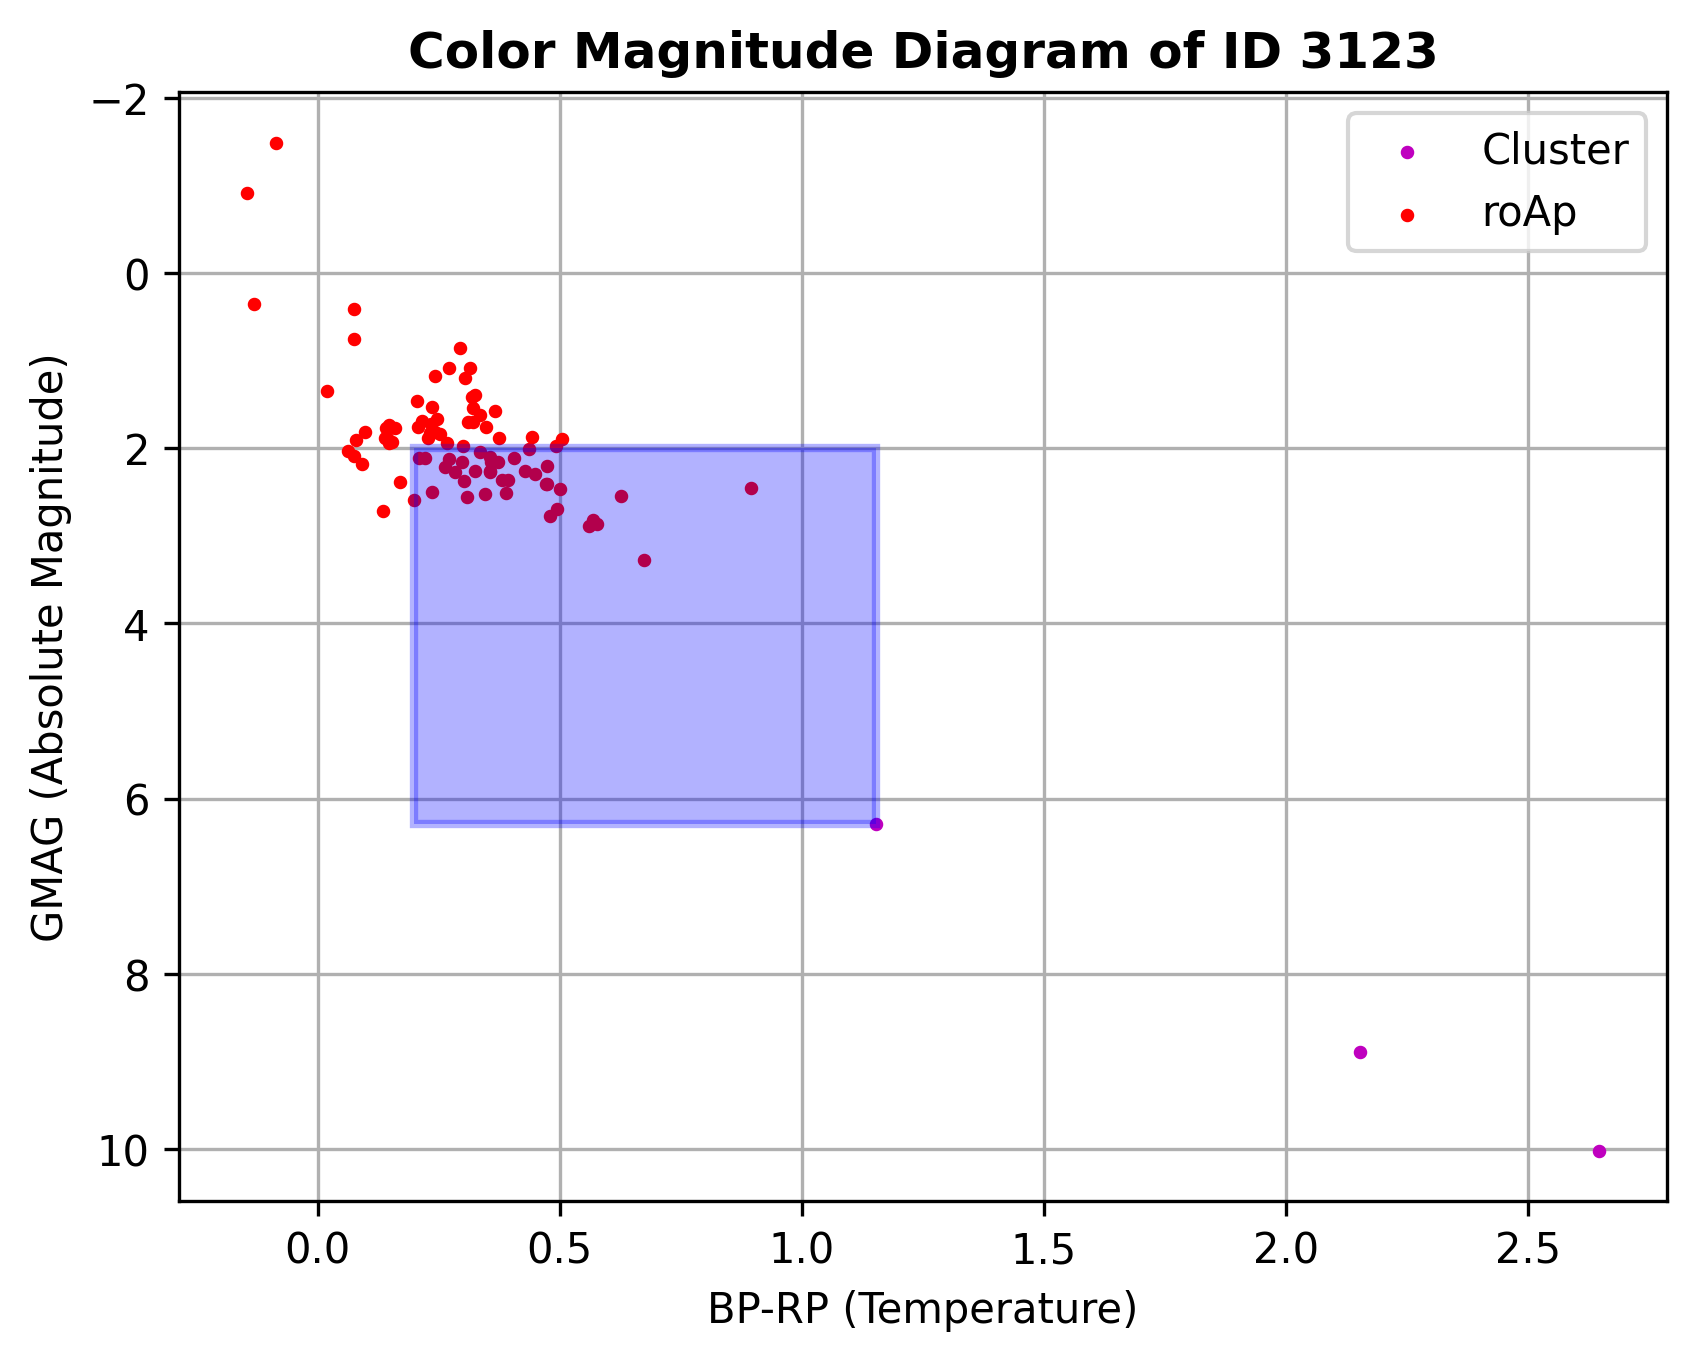 Color Magnitude Diagram of ID 3123
Cluster
roAp
−2
0
2
4
6
8
10
GMAG (Absolute Magnitude)
0.0 0.5 1.0 1.5 2.0 2.5
BP-RP (Temperature)